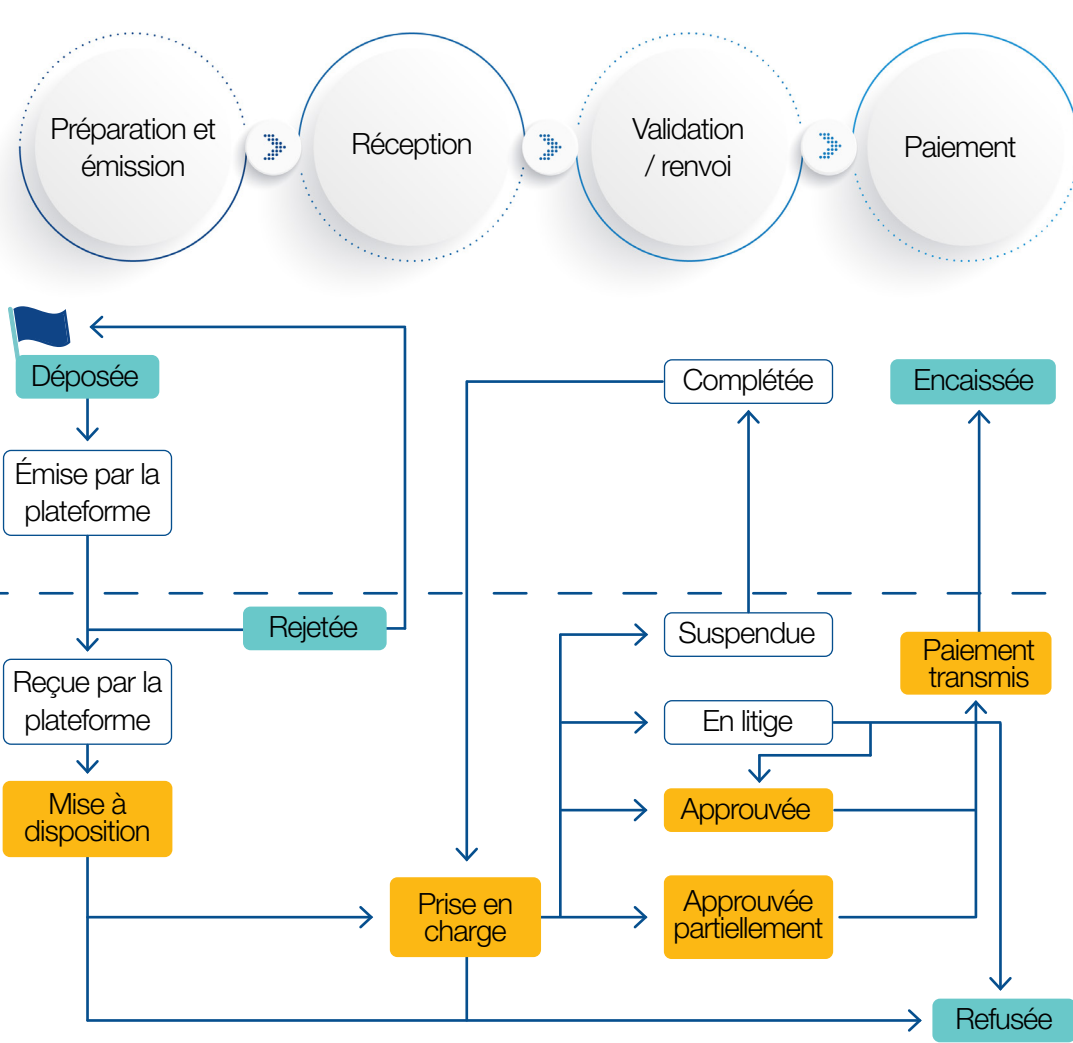 Préparation et
émission
Réception
Validation
/ renvoi
Paiement
Déposée
Complétée
Encaissée
Émise par la
plateforme
Rejetée
Suspendue
Paiement
transmis
Reçue par la
plateforme
En litige
Mise à
disposition
Approuvée
Prise en
charge
Approuvée
partiellement
Refusée